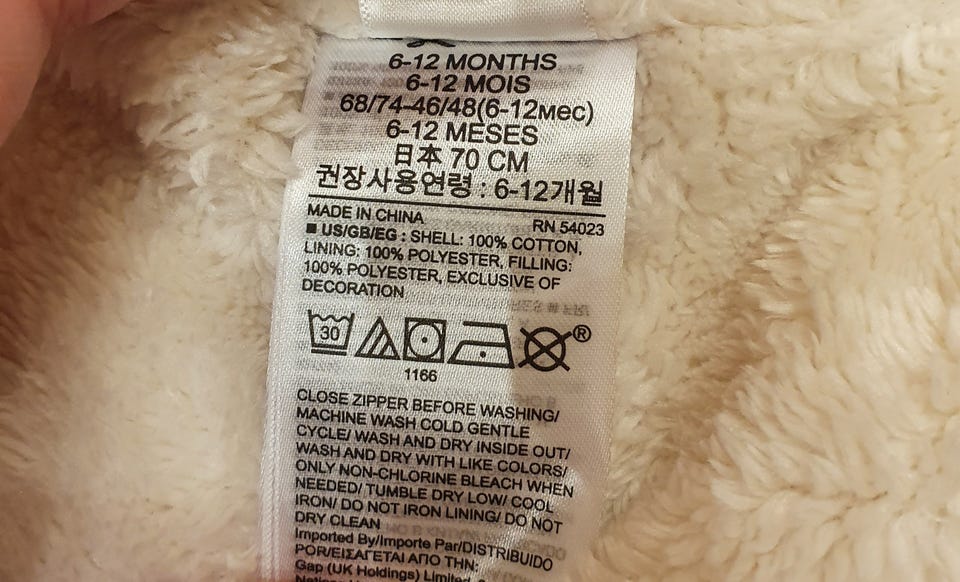 6-12 MONTHS
6-12 MOIS
68/74-46/48(6-12мес)
6-12 MESES
日本 70 CM
권장사용연령 : 6-12개월
MADE IN CHINA
RN 54023
■ US/GB/EG : SHELL: 100% COTTON,
LINING: 100% POLYESTER, FILLING:
100% POLYESTER, EXCLUSIVE OF
DECORATION
30
®
1166
CLOSE ZIPPER BEFORE WASHING/
MACHINE WASH COLD GENTLE
CYCLE/ WASH AND DRY INSIDE OUT/
WASH AND DRY WITH LIKE COLORS/
ONLY NON-CHLORINE BLEACH WHEN
NEEDED/ TUMBLE DRY LOW/ COOL
IRON/ DO NOT IRON LINING/ DO NOT
DRY CLEAN
Imported By/Importe Par/DISTRIBUIDO
POR/ΕΙΣΑΓΕΤΑΙ ΑΠΟ ΤΗΝ:
Gap (UK Holdings) Limited